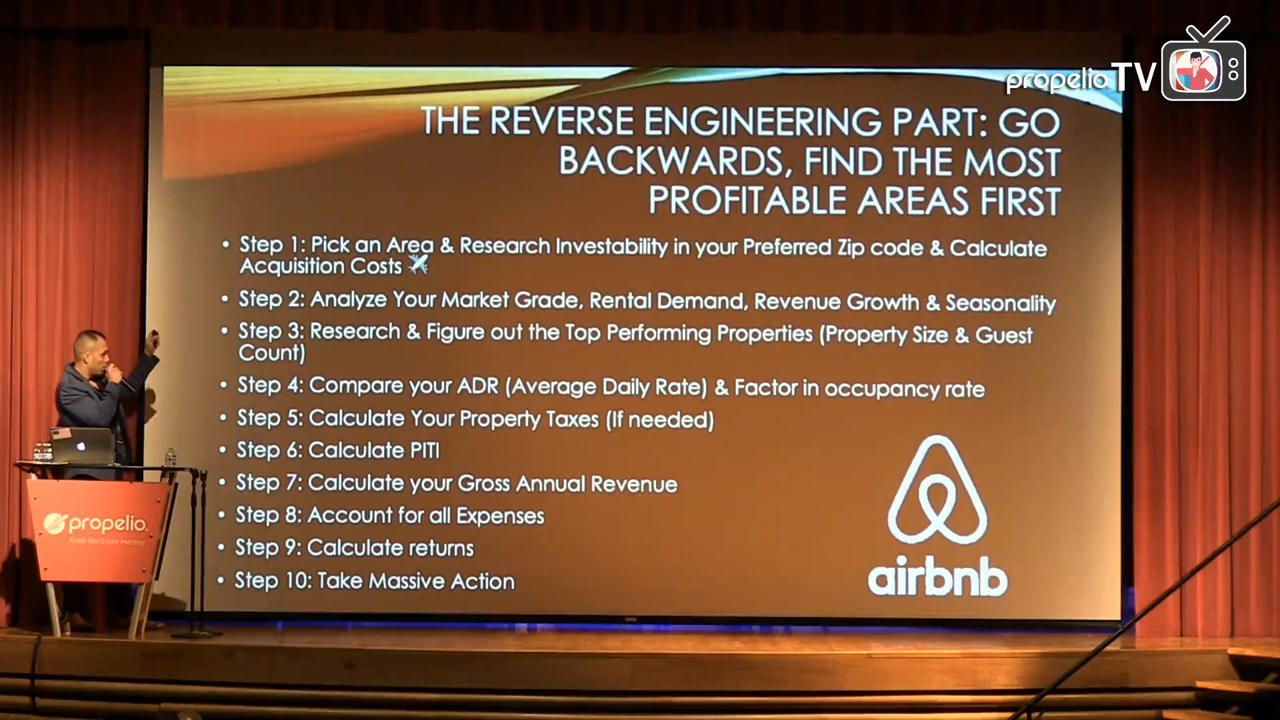 propelio TV
THE REVERSE ENGINEERING PART: GO
BACKWARDS, FIND THE MOST
PROFITABLE AREAS FIRST
• Step 1: Pick an Area & Research Investability in your Preferred Zip code & Calculate
Acquisition Costs
• Step 2: Analyze Your Market Grade, Rental Demand, Revenue Growth & Seasonality
• Step 3: Research & Figure out the Top Performing Properties (Property Size & Guest
Count)
• Step 4: Compare your ADR (Average Daily Rate) & Factor in occupancy rate
• Step 5: Calculate Your Property Taxes (If needed)
• Step 6: Calculate PITI
• Step 7: Calculate your Gross Annual Revenue
• Step 8: Account for all Expenses
• Step 9: Calculate returns
• Step 10: Take Massive Action
airbnb
propelio.
Real Estate Investing